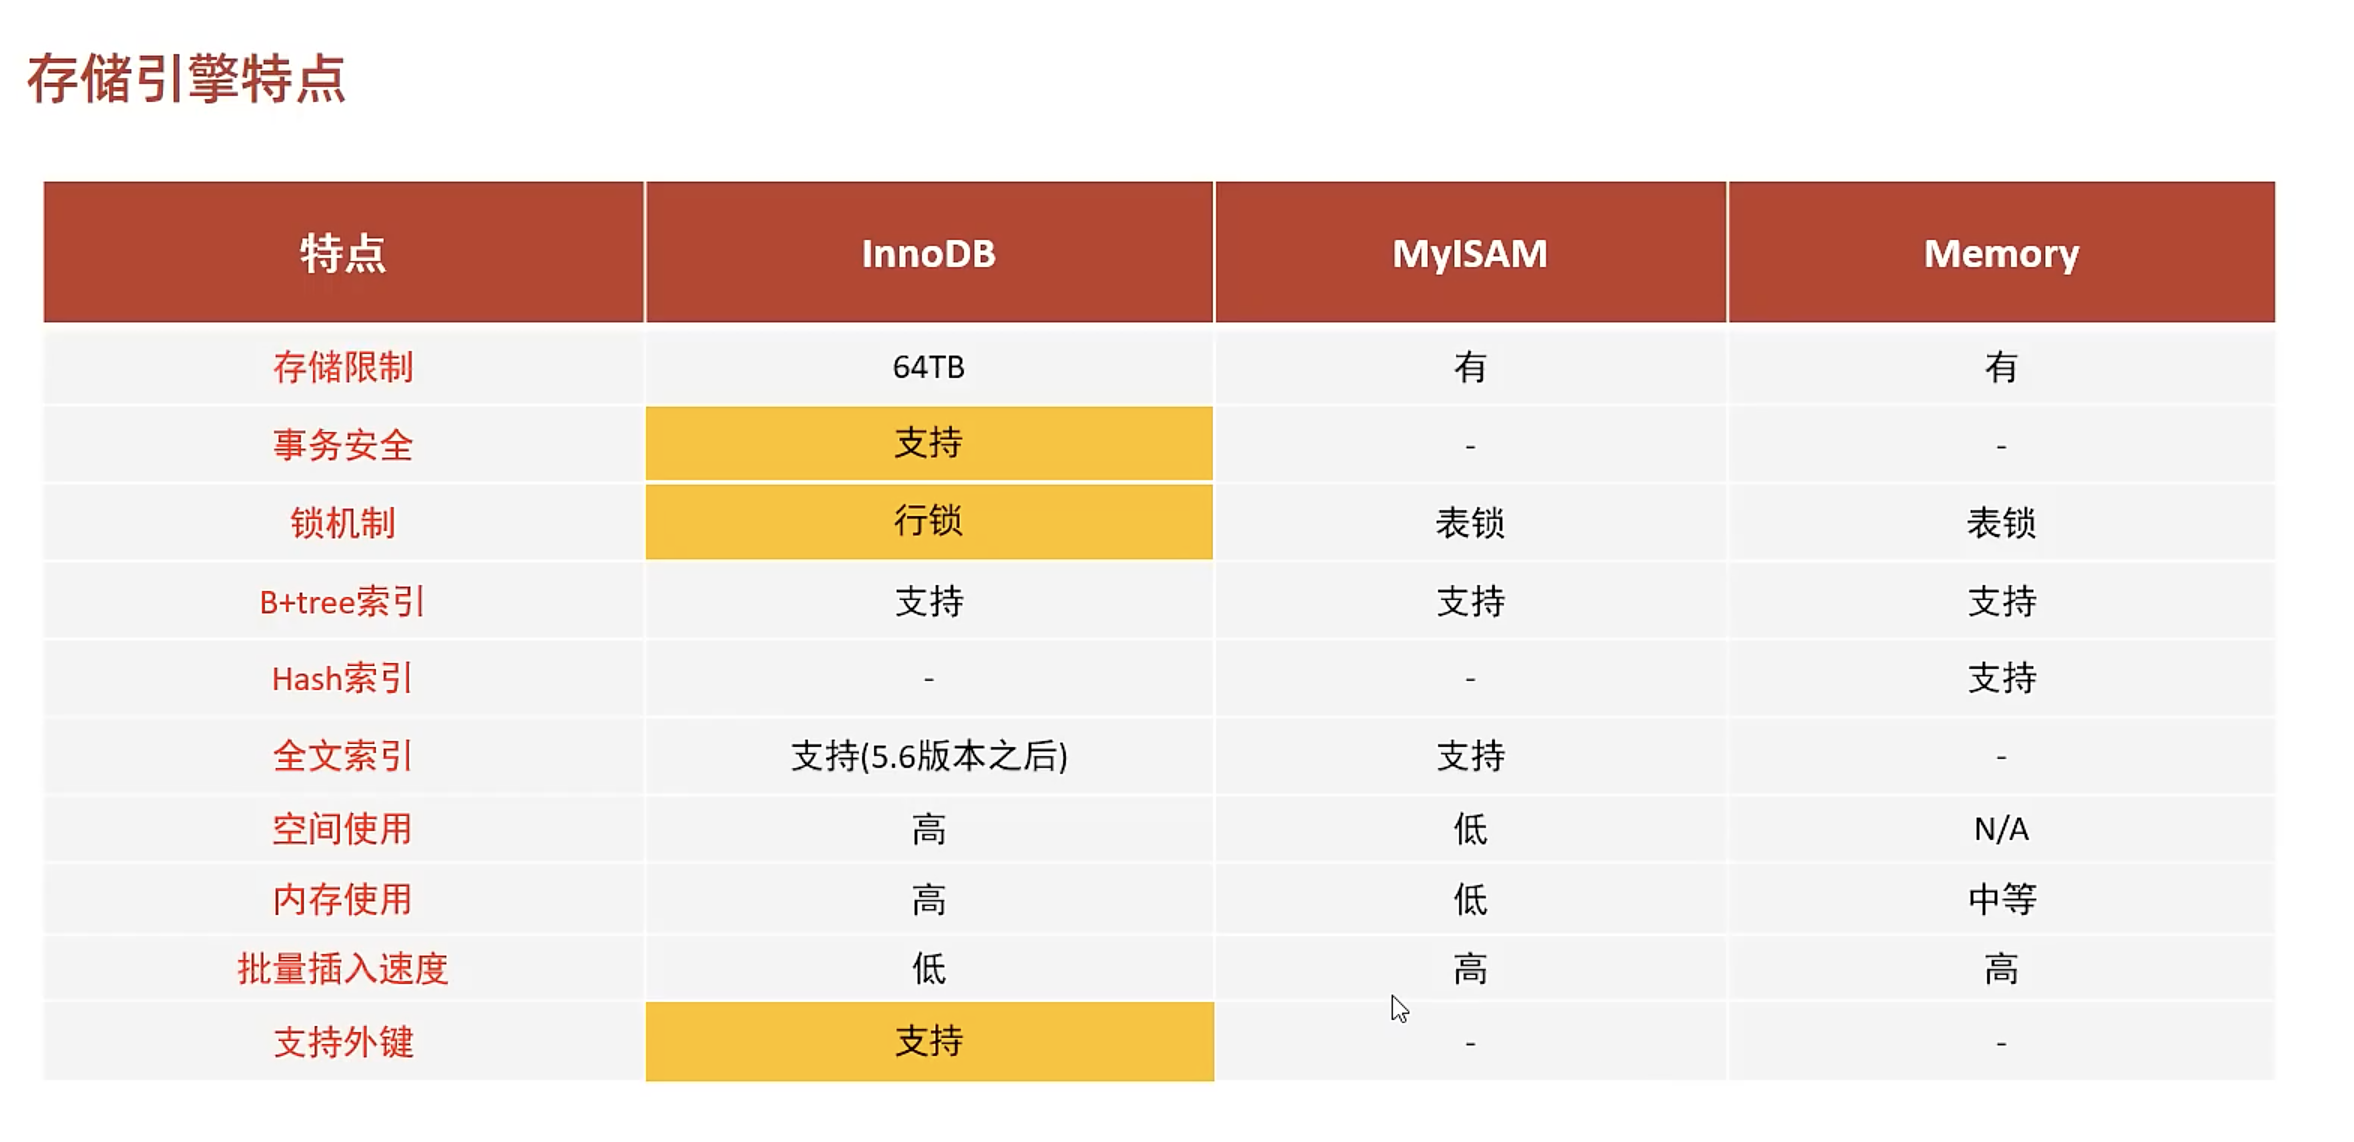 存储引擎特点
特点 InnoDB MyISAM Memory
存储限制 64TB 有 有
事务安全 支持 - -
锁机制 行锁 表锁 表锁
B+tree索引 支持 支持 支持
Hash索引 - - 支持
全文索引 支持(5.6版本之后) 支持 -
空间使用 高 低 N/A
内存使用 高 低 中等
批量插入速度 低 高 高
支持外键 支持 - -